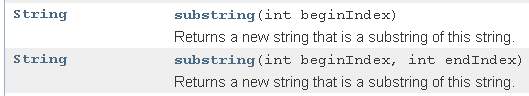 String substring(int beginIndex)
Returns a new string that is a substring of this string.
String substring(int beginIndex, int endIndex)
Returns a new string that is a substring of this string.